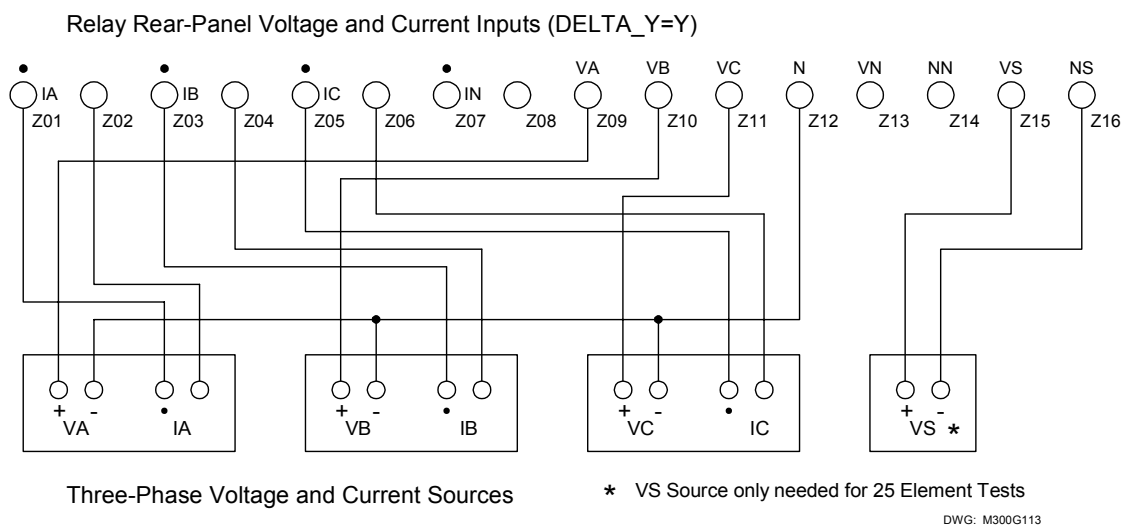 Relay Rear-Panel Voltage and Current Inputs (DELTA_Y=Y)
VA VB VC N VN NN VS NS
IA IB IC IN
Z01 Z02 Z03 Z04 Z05 Z06 Z07 Z08 Z09 Z10 Z11 Z12 Z13 Z14 Z15 Z16
+ - + - + - + -
VA IA VB IB VC IC VS *
Three-Phase Voltage and Current Sources
* VS Source only needed for 25 Element Tests
DWG: M300G113